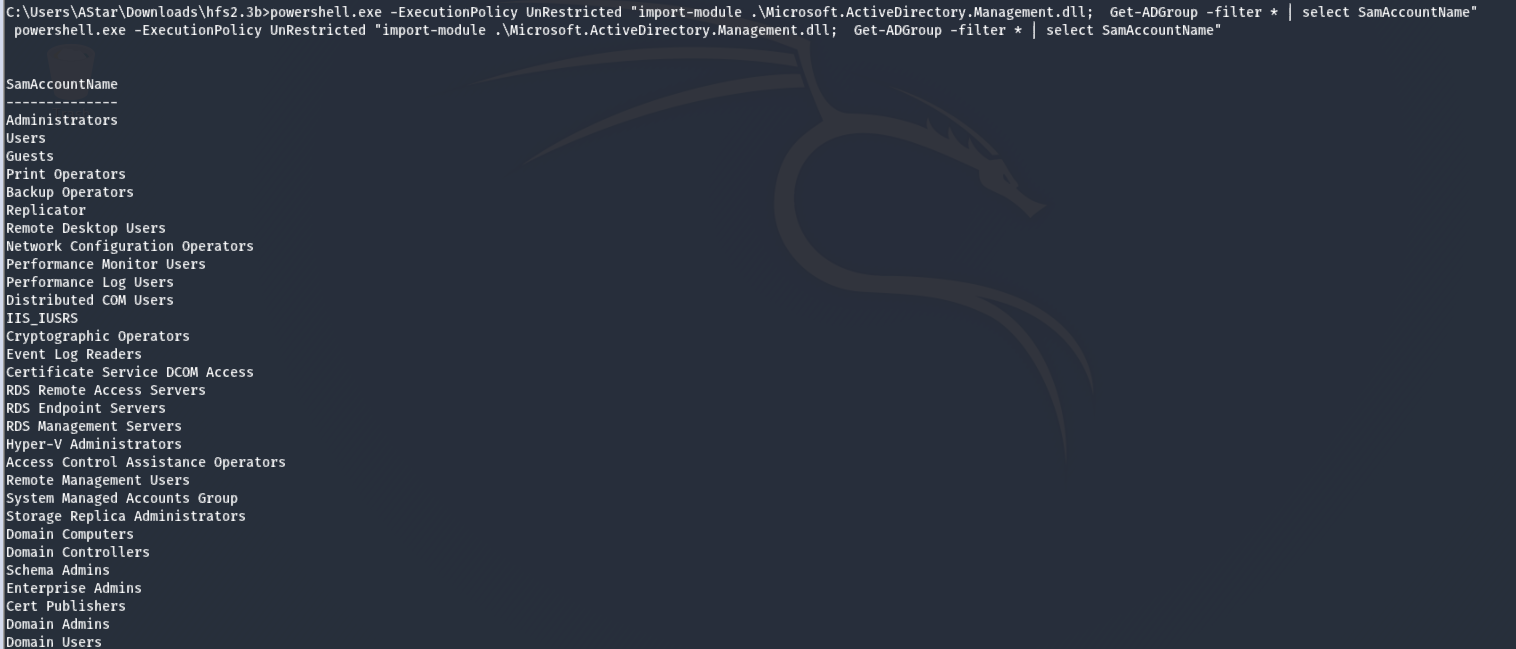 C:\Users\AStar\Downloads\hfs2.3b>powershell.exe -ExecutionPolicy UnRestricted "import-module .\Microsoft.ActiveDirectory.Management.dll;  Get-ADGroup -filter * | select SamAccountName"
 powershell.exe -ExecutionPolicy UnRestricted "import-module .\Microsoft.ActiveDirectory.Management.dll;  Get-ADGroup -filter * | select SamAccountName"
SamAccountName
--------------
Administrators
Users
Guests
Print Operators
Backup Operators
Replicator
Remote Desktop Users
Network Configuration Operators
Performance Monitor Users
Performance Log Users
Distributed COM Users
IIS_IUSRS
Cryptographic Operators
Event Log Readers
Certificate Service DCOM Access
RDS Remote Access Servers
RDS Endpoint Servers
RDS Management Servers
Hyper-V Administrators
Access Control Assistance Operators
Remote Management Users
System Managed Accounts Group
Storage Replica Administrators
Domain Computers
Domain Controllers
Schema Admins
Enterprise Admins
Cert Publishers
Domain Admins
Domain Users